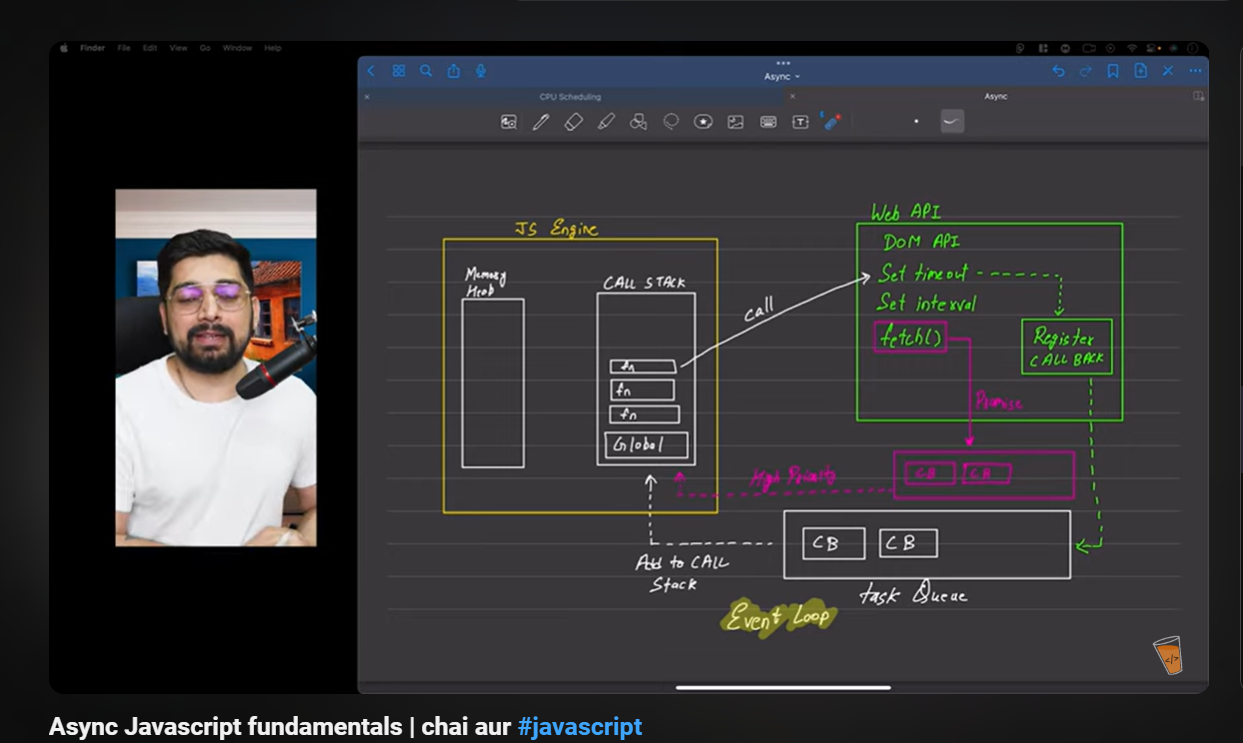 Finder File Edit View Go Window Help
Async
CPU Scheduling
Async
JS Engine
Memory
Heap
CALL STACK
fn
fn
fn
Global
call
Web API
DOM API
Set timeout
Set interval
fetch()
Register
CALL BACK
Promise
High Priority
CB CB
CB CB
Add to CALL
Stack
task Queue
Event Loop
</>
Async Javascript fundamentals | chai aur #javascript